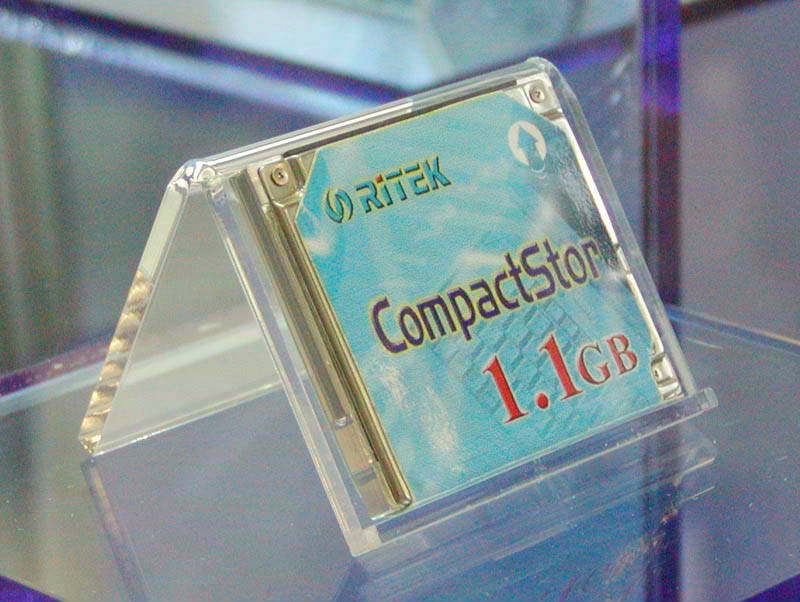 RiTEK
CompactStor
1.1GB